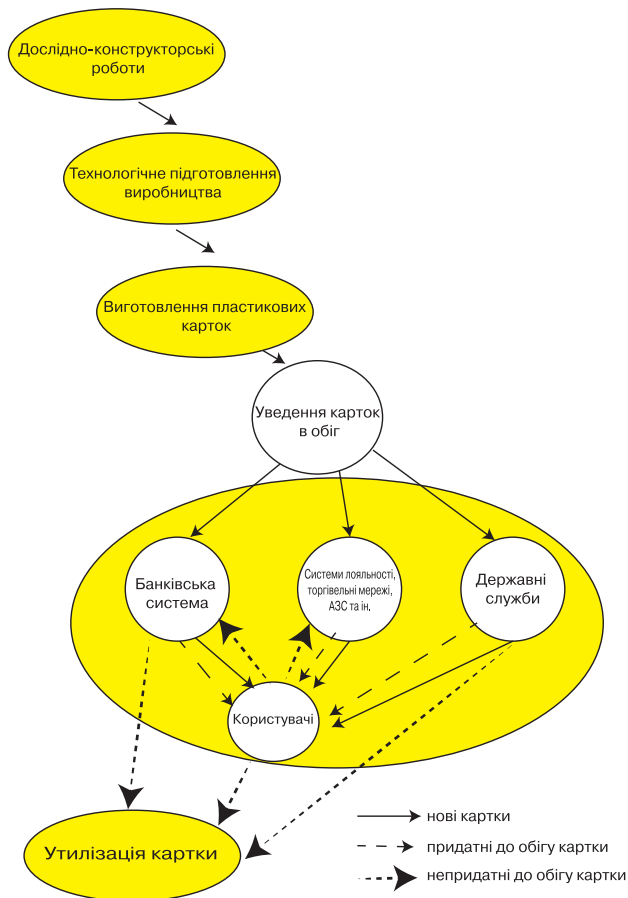 Дослідно-конструкторські
роботи
Технологічне підготовлення
виробництва
Виготовлення пластикових
карток
Уведення карток
в обіг
Банківська
система
Системи лояльності,
торгівельні мережі,
АЗС та ін.
Державні
служби
Користувачі
Утилізація картки
нові картки
придатні до обігу картки
непридатні до обігу картки